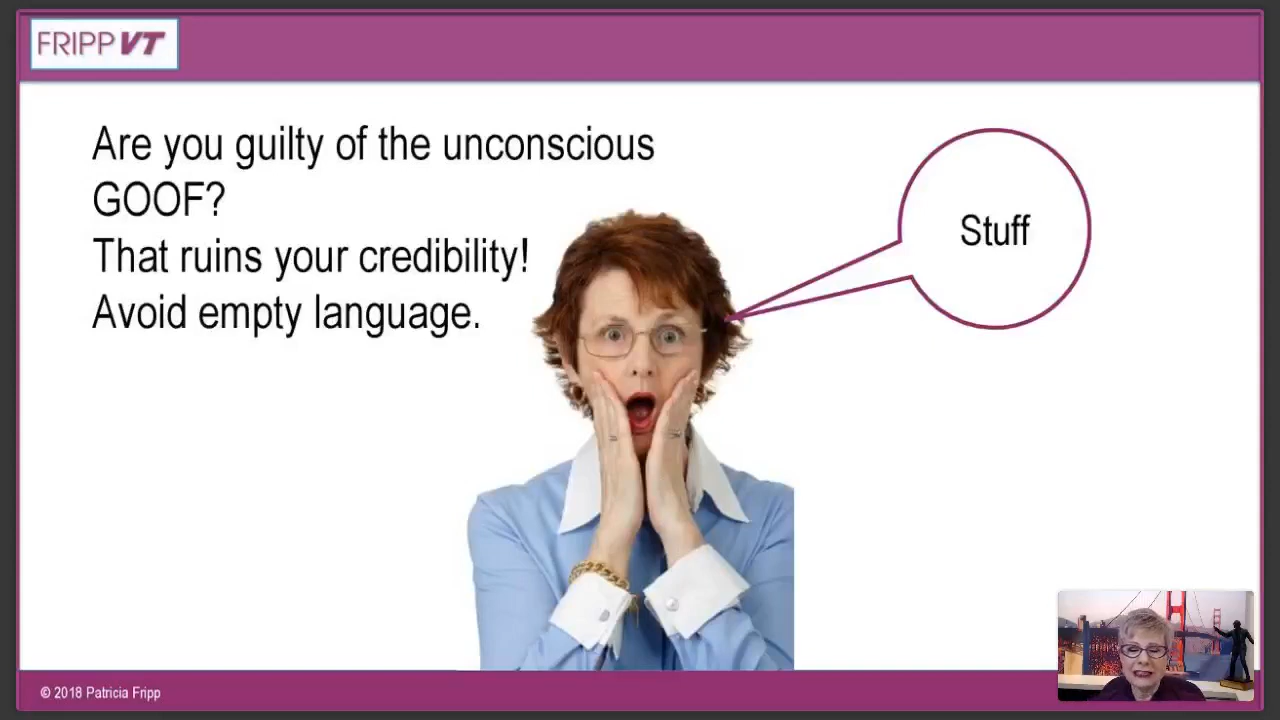 FRIPP VT
Are you guilty of the unconscious
GOOF?
That ruins your credibility!
Avoid empty language.
Stuff
© 2018 Patricia Fripp